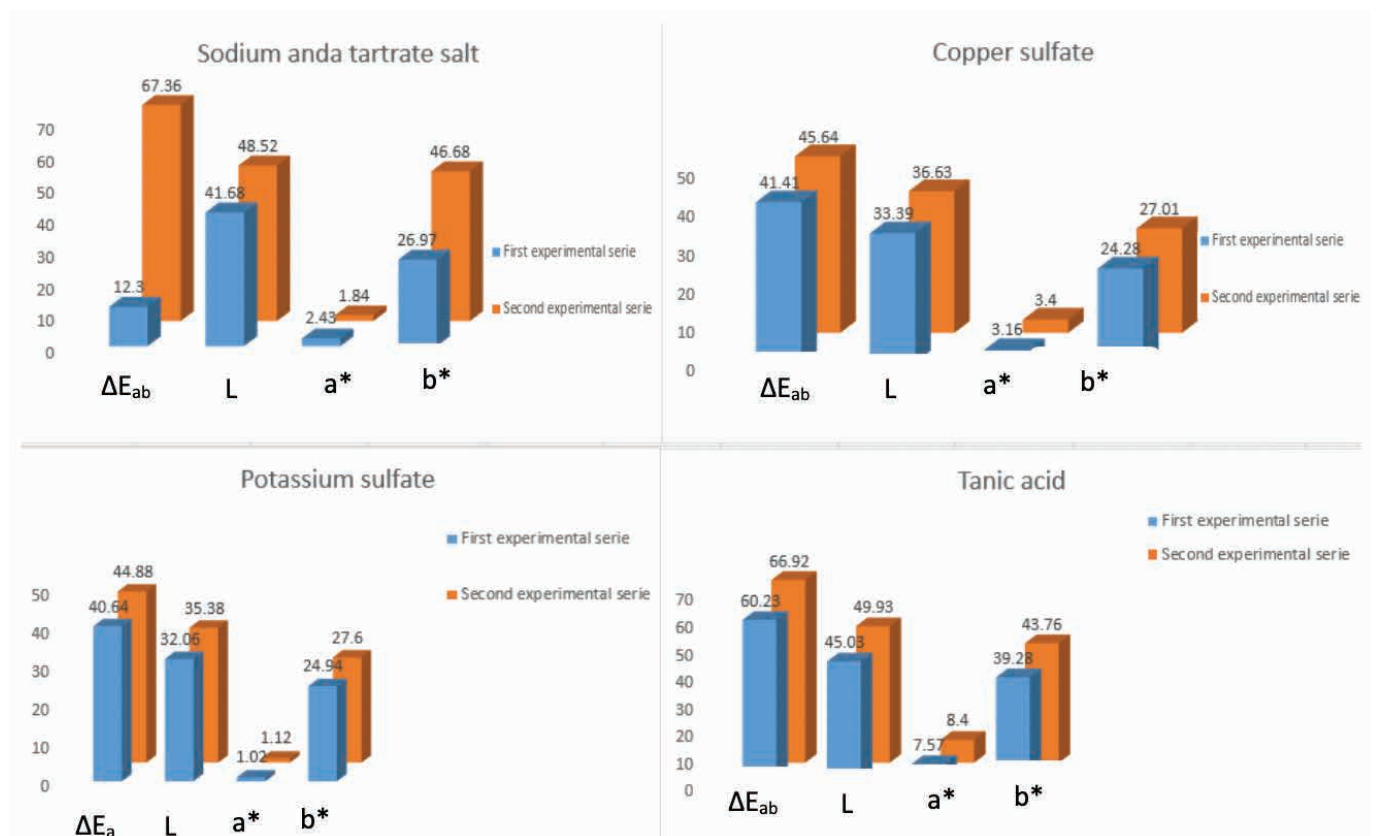 Sodium anda tartrate salt
67.36
48.52
46.68
41.68
26.97
12.3
2.43
1.84
70
60
50
40
30
20
10
0
First experimental serie
Second experimental serie
ΔEab
L
a*
b*
Copper sulfate
45.64
41.41
36.63
33.39
27.01
24.28
3.4
3.16
50
40
30
20
10
0
First experimental serie
Second experimental serie
ΔEab
L
a*
b*
Potassium sulfate
First experimental serie
Second experimental serie
44.88
40.64
35.38
32.06
27.6
24.94
1.12
1.02
50
40
30
20
10
0
ΔEa
L
a*
b*
Tanic acid
First experimental serie
Second experimental serie
66.92
60.23
49.93
45.03
43.76
39.28
8.4
7.57
70
60
50
40
30
20
10
0
ΔEab
L
a*
b*